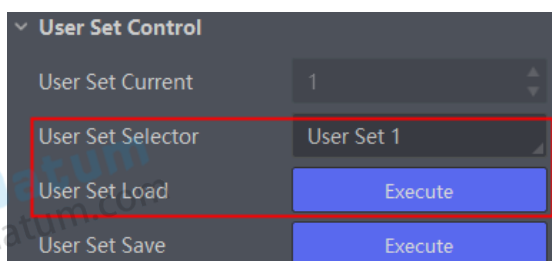 User Set Control
User Set Current 1
User Set Selector User Set 1
User Set Load Execute
User Set Save Execute